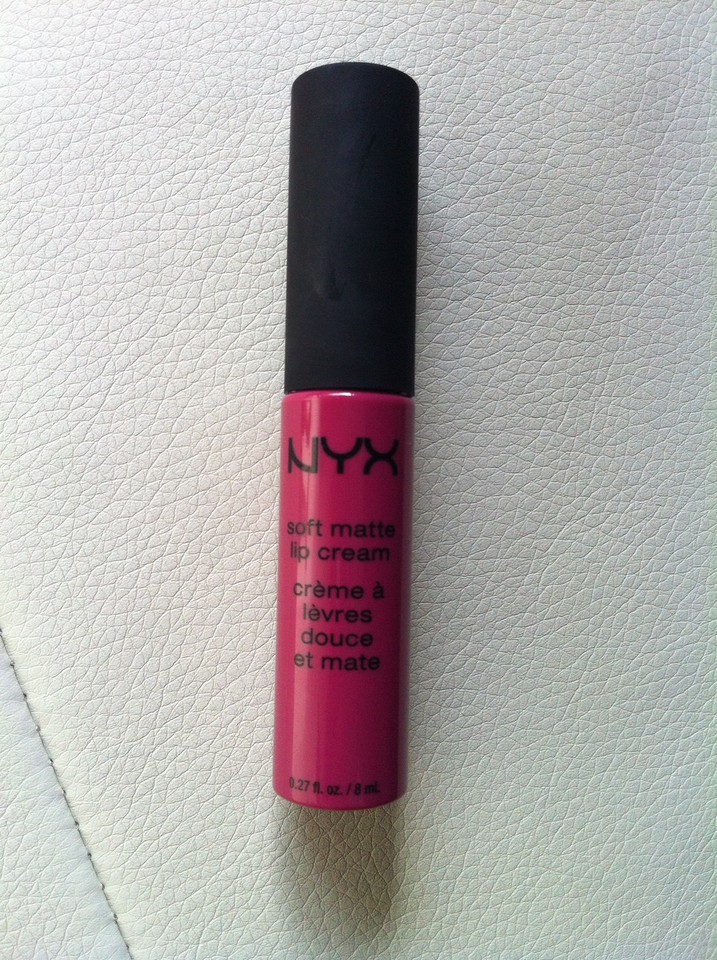 NYX
soft matte
lip cream
crème à
lèvres
douce
et mate
0.27 fl. oz. / 8 ml.